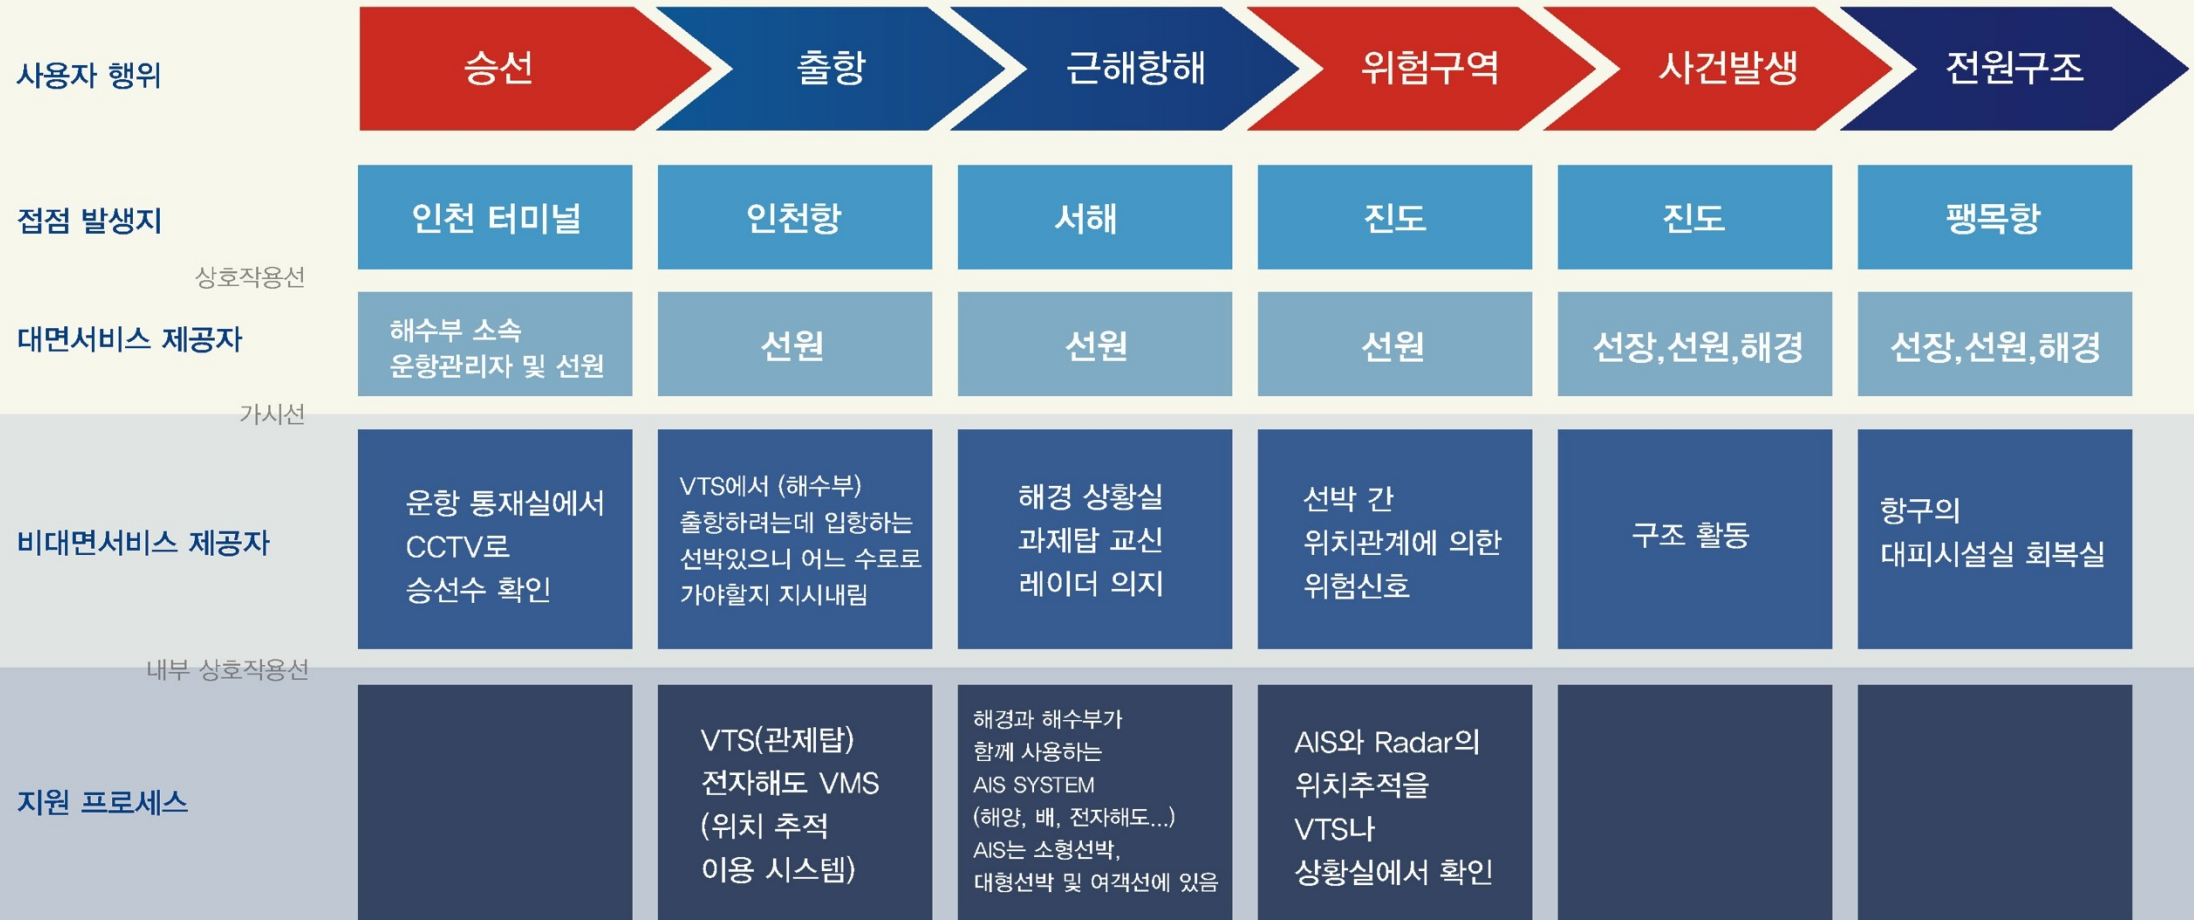 사용자 행위
승선
출항
근해항해
위험구역
사건발생
전원구조
접점 발생지
인천 터미널
인천항
서해
진도
진도
팽목항
상호작용선
대면서비스 제공자
해수부 소속
운항관리자 및 선원
선원
선원
선원
선장,선원,해경
선장,선원,해경
가시선
비대면서비스 제공자
운항 통재실에서
CCTV로
승선수 확인
VTS에서 (해수부)
출항하려는데 입항하는
선박있으니 어느 수로로
가야할지 지시내림
해경 상황실
과제탑 교신
레이더 의지
선박 간
위치관계에 의한
위험신호
구조 활동
항구의
대피시설실 회복실
내부 상호작용선
지원 프로세스
VTS(관제탑)
전자해도 VMS
(위치 추적
이용 시스템)
해경과 해수부가
함께 사용하는
AIS SYSTEM
(해양, 배, 전자해도...)
AIS는 소형선박,
대형선박 및 여객선에 있음
AIS와 Radar의
위치추적을
VTS나
상황실에서 확인